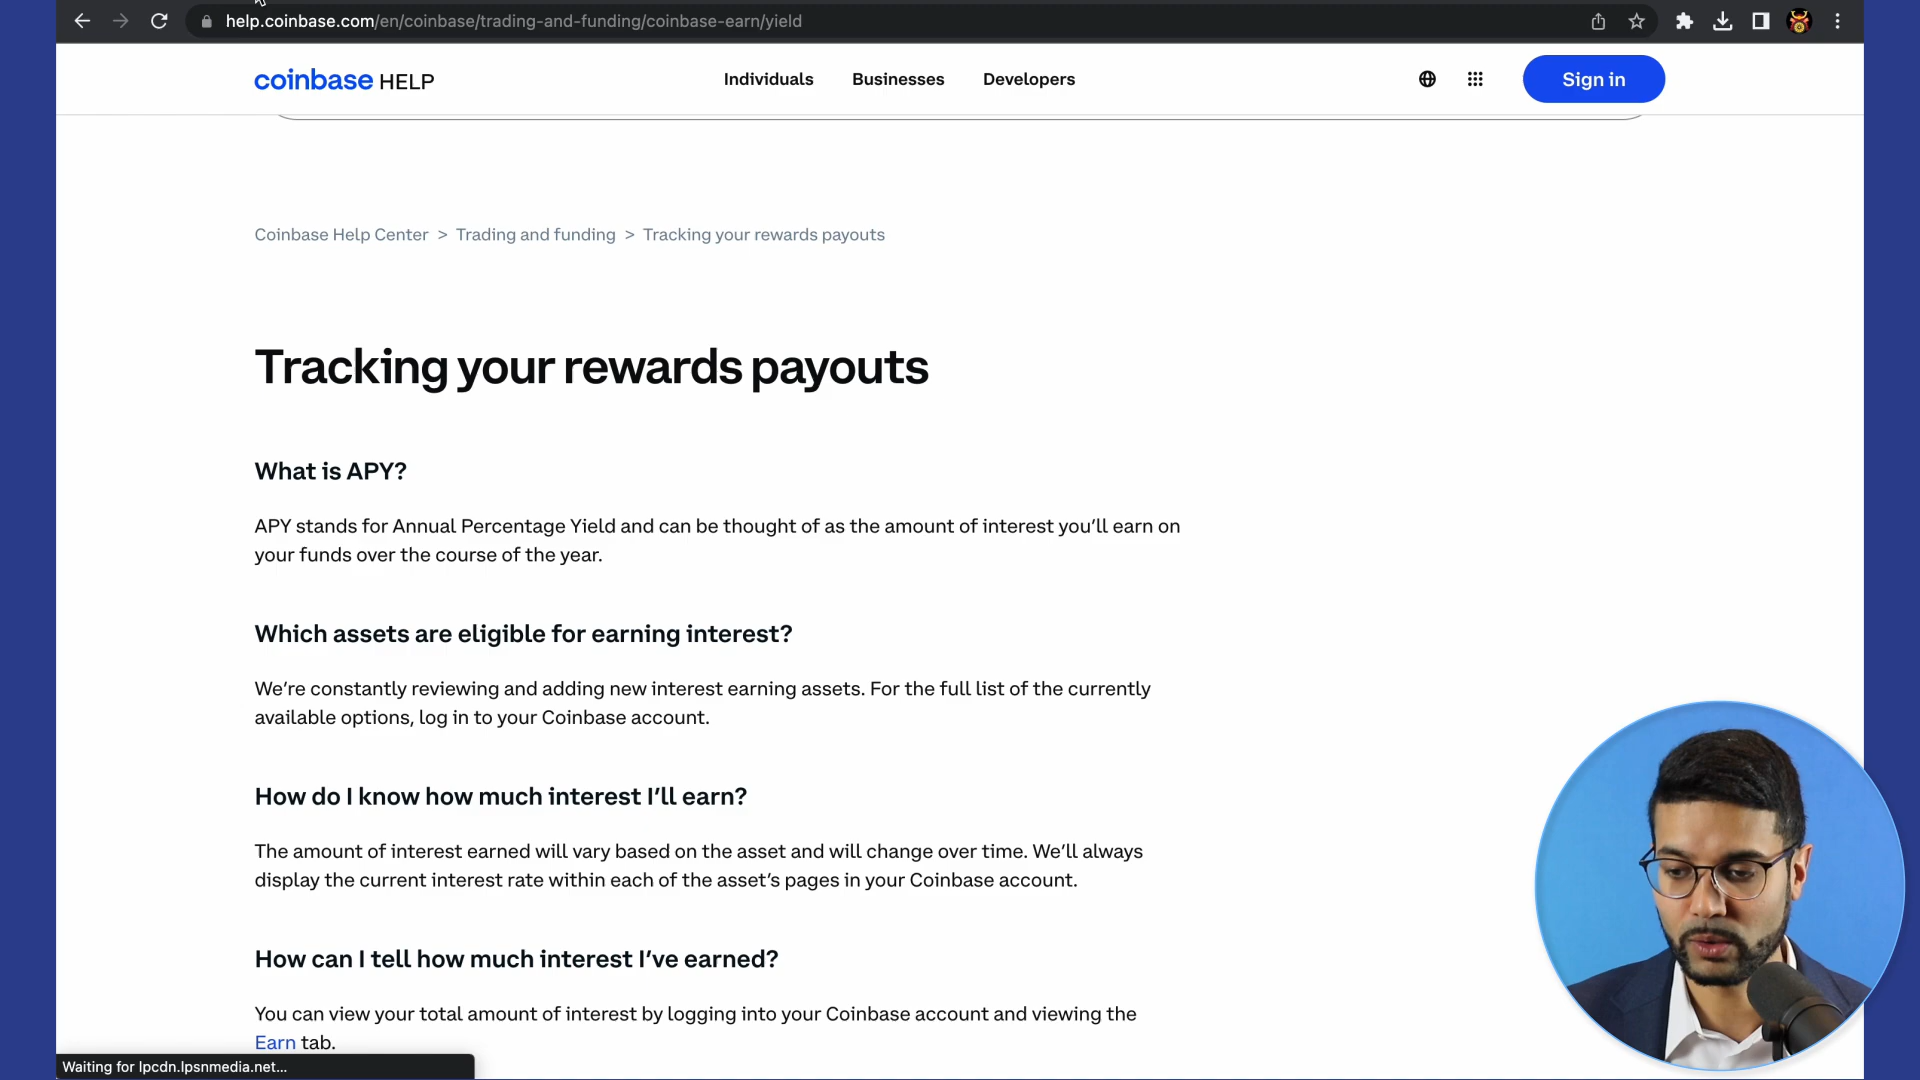 help.coinbase.com/en/coinbase/trading-and-funding/coinbase-earn/yield
coinbase HELP
Individuals
Businesses
Developers
Sign in
Coinbase Help Center > Trading and funding > Tracking your rewards payouts
Tracking your rewards payouts
What is APY?
APY stands for Annual Percentage Yield and can be thought of as the amount of interest you’ll earn on
your funds over the course of the year.
Which assets are eligible for earning interest?
We’re constantly reviewing and adding new interest earning assets. For the full list of the currently
available options, log in to your Coinbase account.
How do I know how much interest I’ll earn?
The amount of interest earned will vary based on the asset and will change over time. We’ll always
display the current interest rate within each of the asset’s pages in your Coinbase account.
How can I tell how much interest I’ve earned?
You can view your total amount of interest by logging into your Coinbase account and viewing the
Earn tab.
Waiting for lpcdn.lpsnmedia.net...